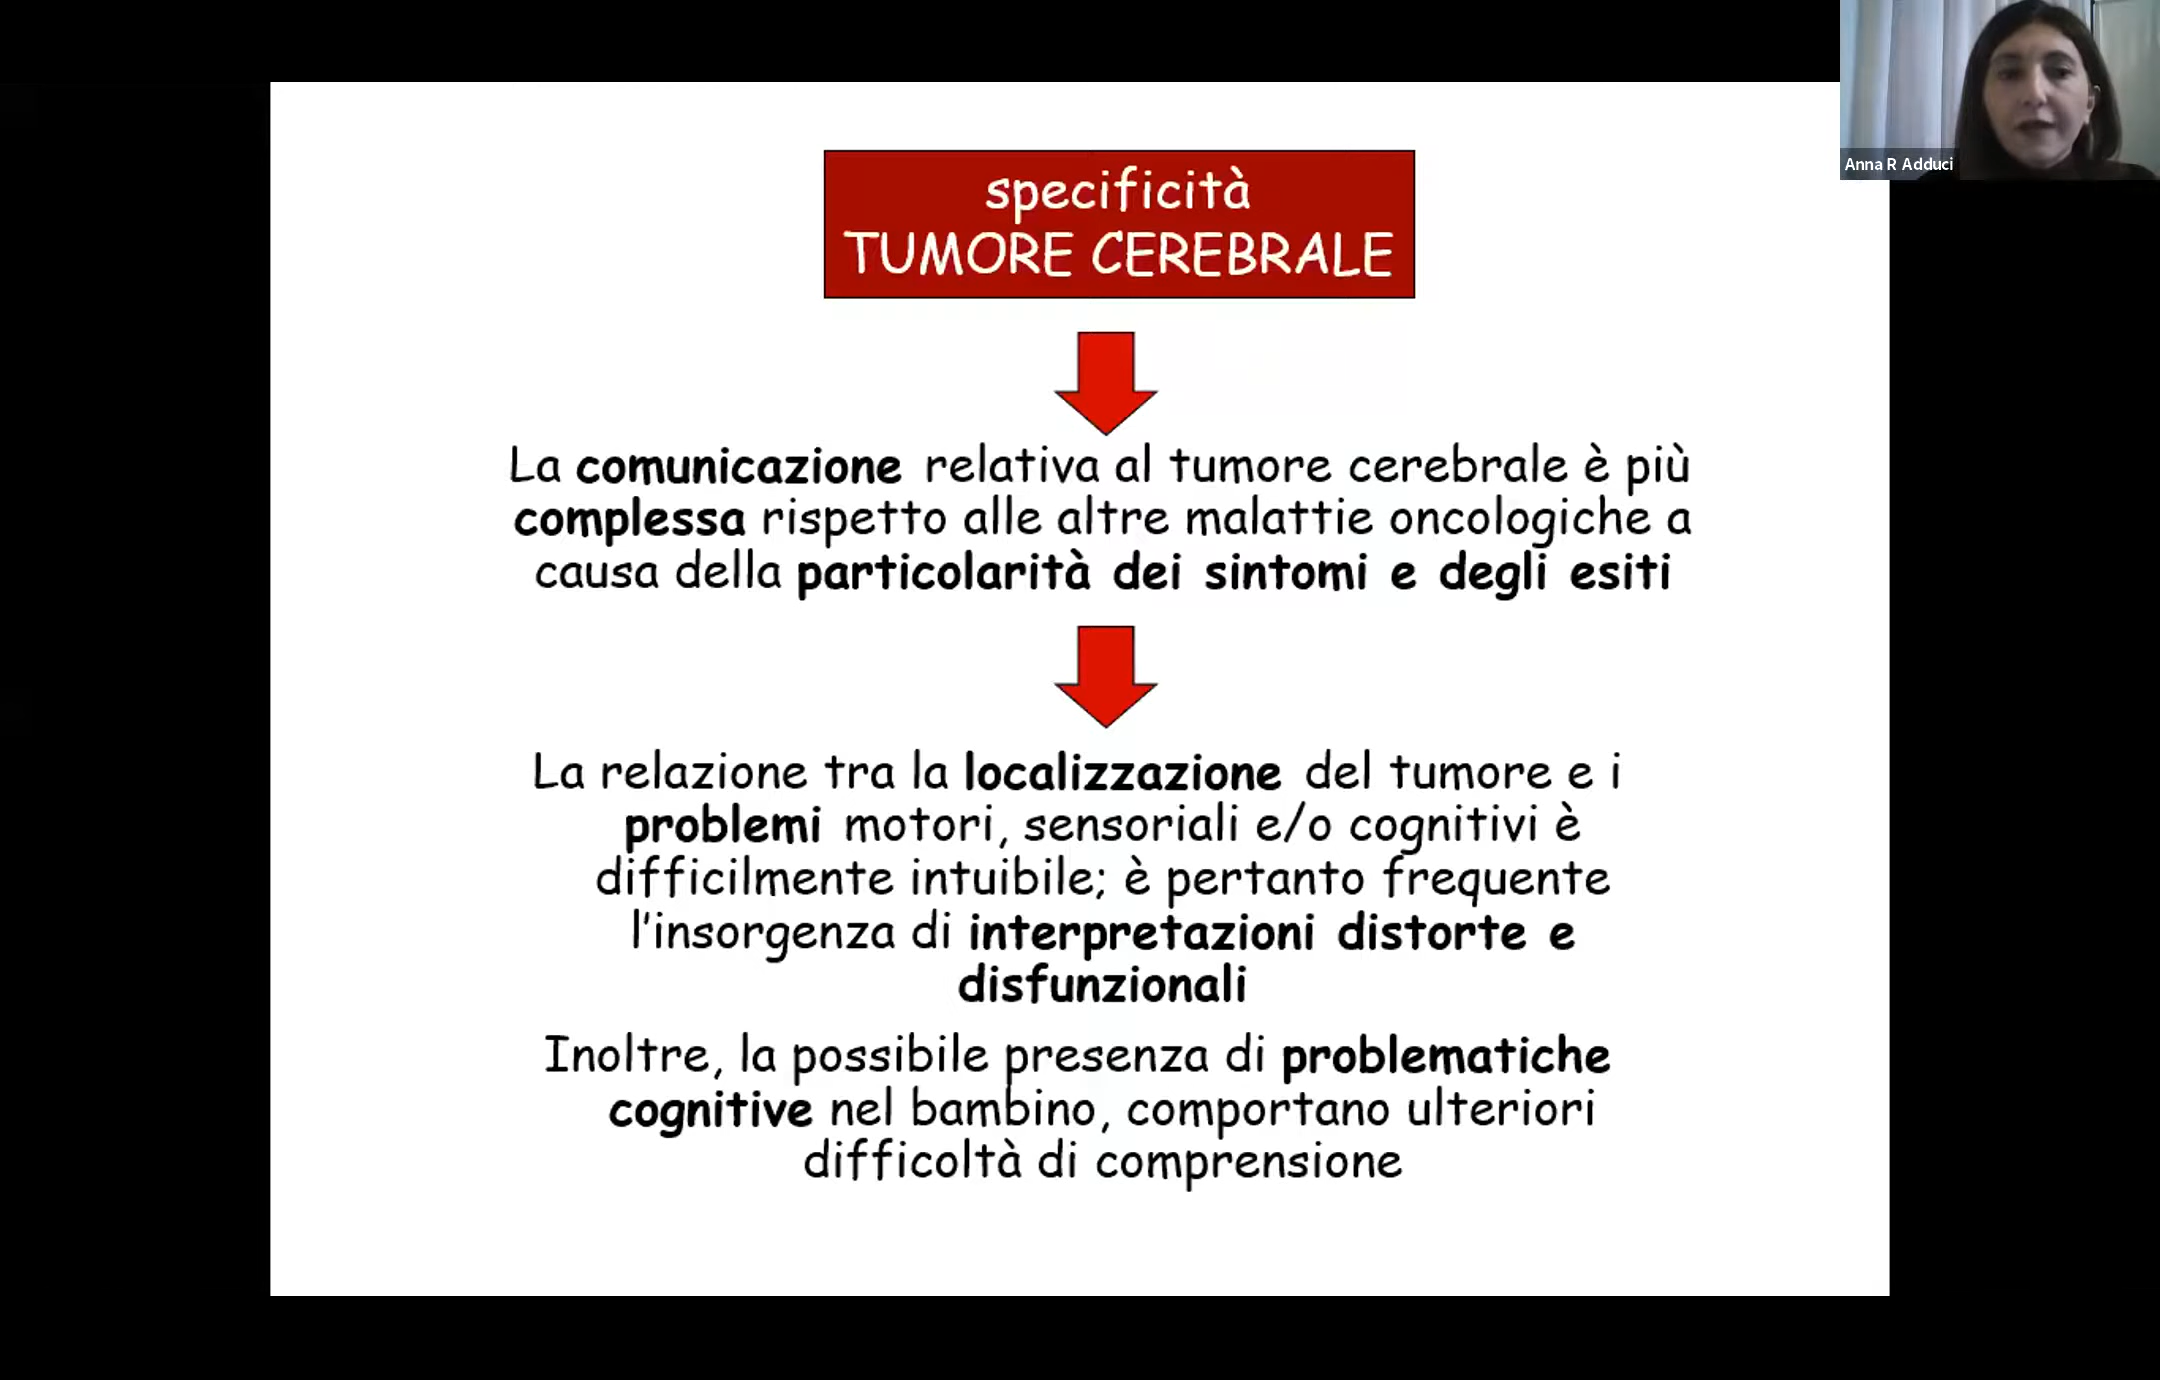 specificità
TUMORE CEREBRALE
La comunicazione relativa al tumore cerebrale è più
complessa rispetto alle altre malattie oncologiche a
causa della particolarità dei sintomi e degli esiti
La relazione tra la localizzazione del tumore e i
problemi motori, sensoriali e/o cognitivi è
difficilmente intuibile; è pertanto frequente
l'insorgenza di interpretazioni distorte e
disfunzionali
Inoltre, la possibile presenza di problematiche
cognitive nel bambino, comportano ulteriori
difficoltà di comprensione
Anna R Adduci